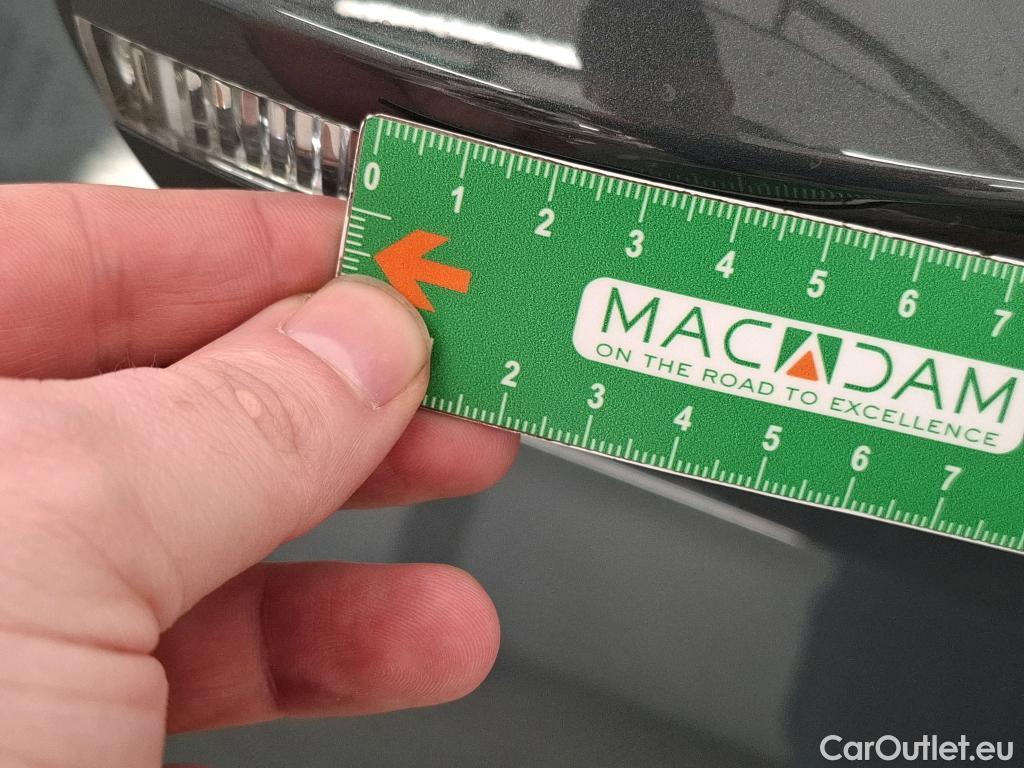 0 1 2 3 4 5 6 7
MACADAM
ON THE ROAD TO EXCELLENCE
2 3 4 5 6 7
CarOutlet.eu